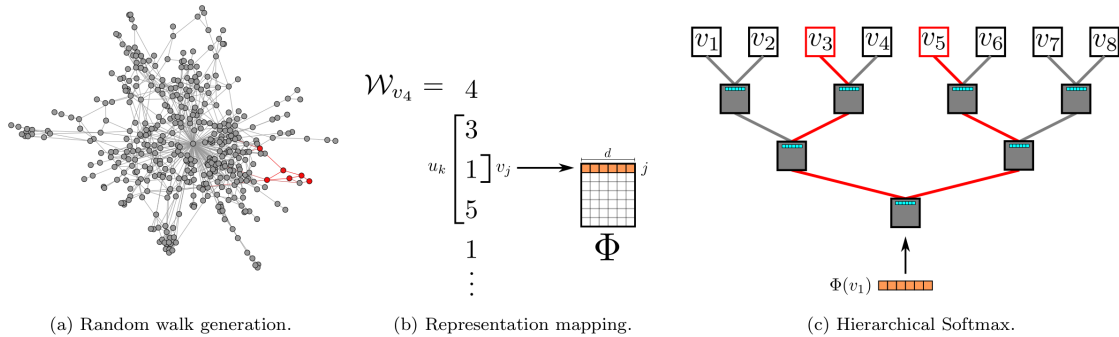 v₁ v₂ v₃ v₄ v₅ v₆ v₇ v₈
𝒲ᵥ₄ = 4
3
uₖ 1 vⱼ
5
1
⋮
d
j
Φ
Φ(v₁)
(a) Random walk generation.
(b) Representation mapping.
(c) Hierarchical Softmax.